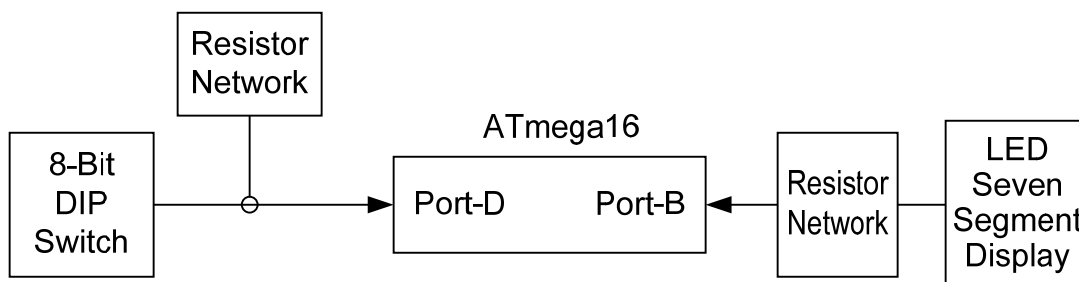 Resistor
Network
8-Bit
DIP
Switch
ATmega16
Port-D
Port-B
Resistor
Network
LED
Seven
Segment
Display